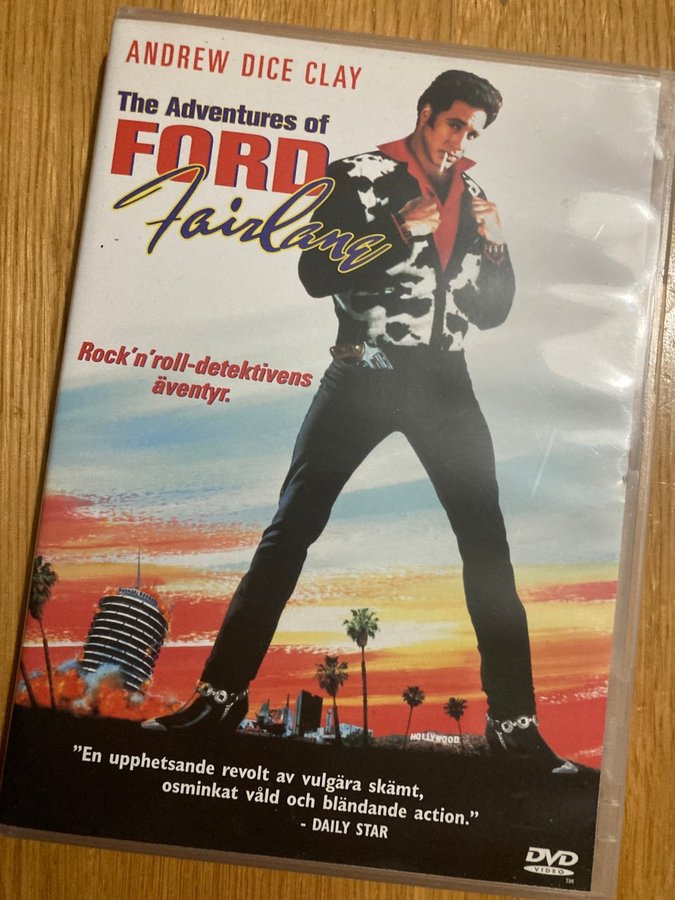 ANDREW DICE CLAY
The Adventures of
FORD
Fairlane
Rock'n'roll-detektivens
äventyr.
HOLLYWOOD
"En upphetsande revolt av vulgära skämt,
osminkat våld och bländande action."
- DAILY STAR
DVD
VIDEO
TM